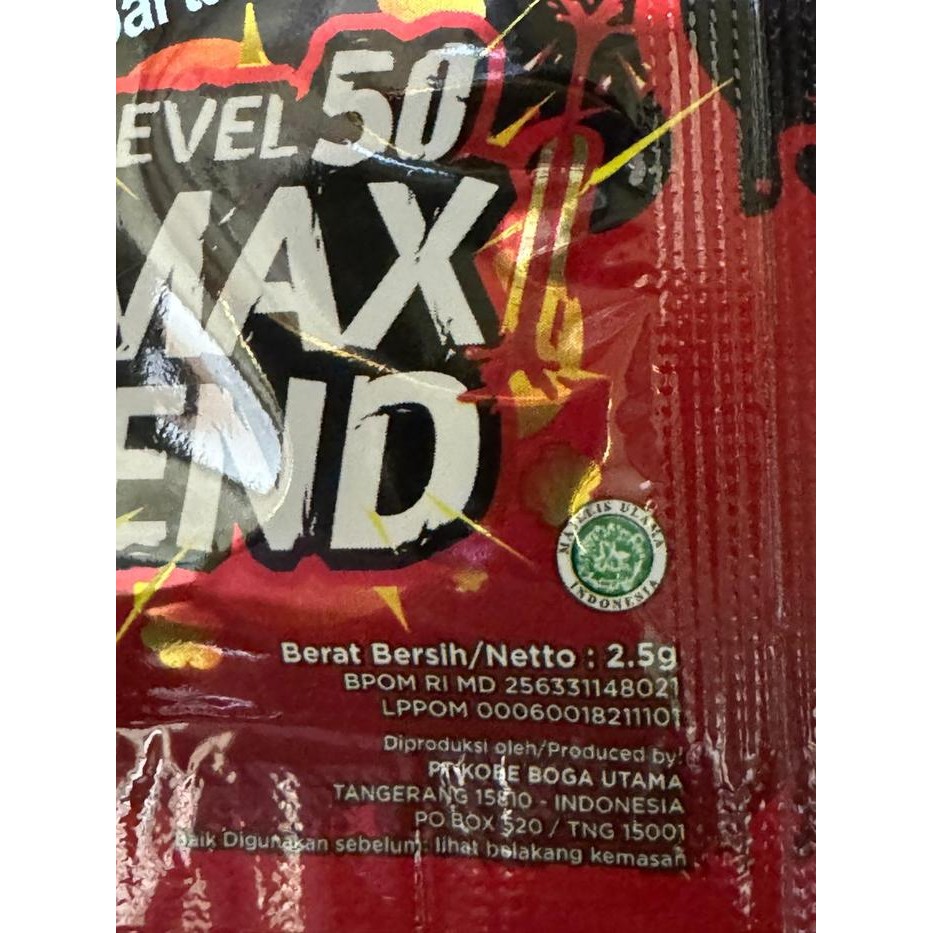 LEVEL 50
MAX
END
MAJELIS ULAMA
INDONESIA
Berat Bersih/Netto : 2.5g
BPOM RI MD 256331148021
LPPOM 00060018211101
Diproduksi oleh/Produced by:
PT KOBE BOGA UTAMA
TANGERANG 15810 - INDONESIA
PO BOX 520 / TNG 15001
Baik Digunakan sebelum: lihat belakang kemasan